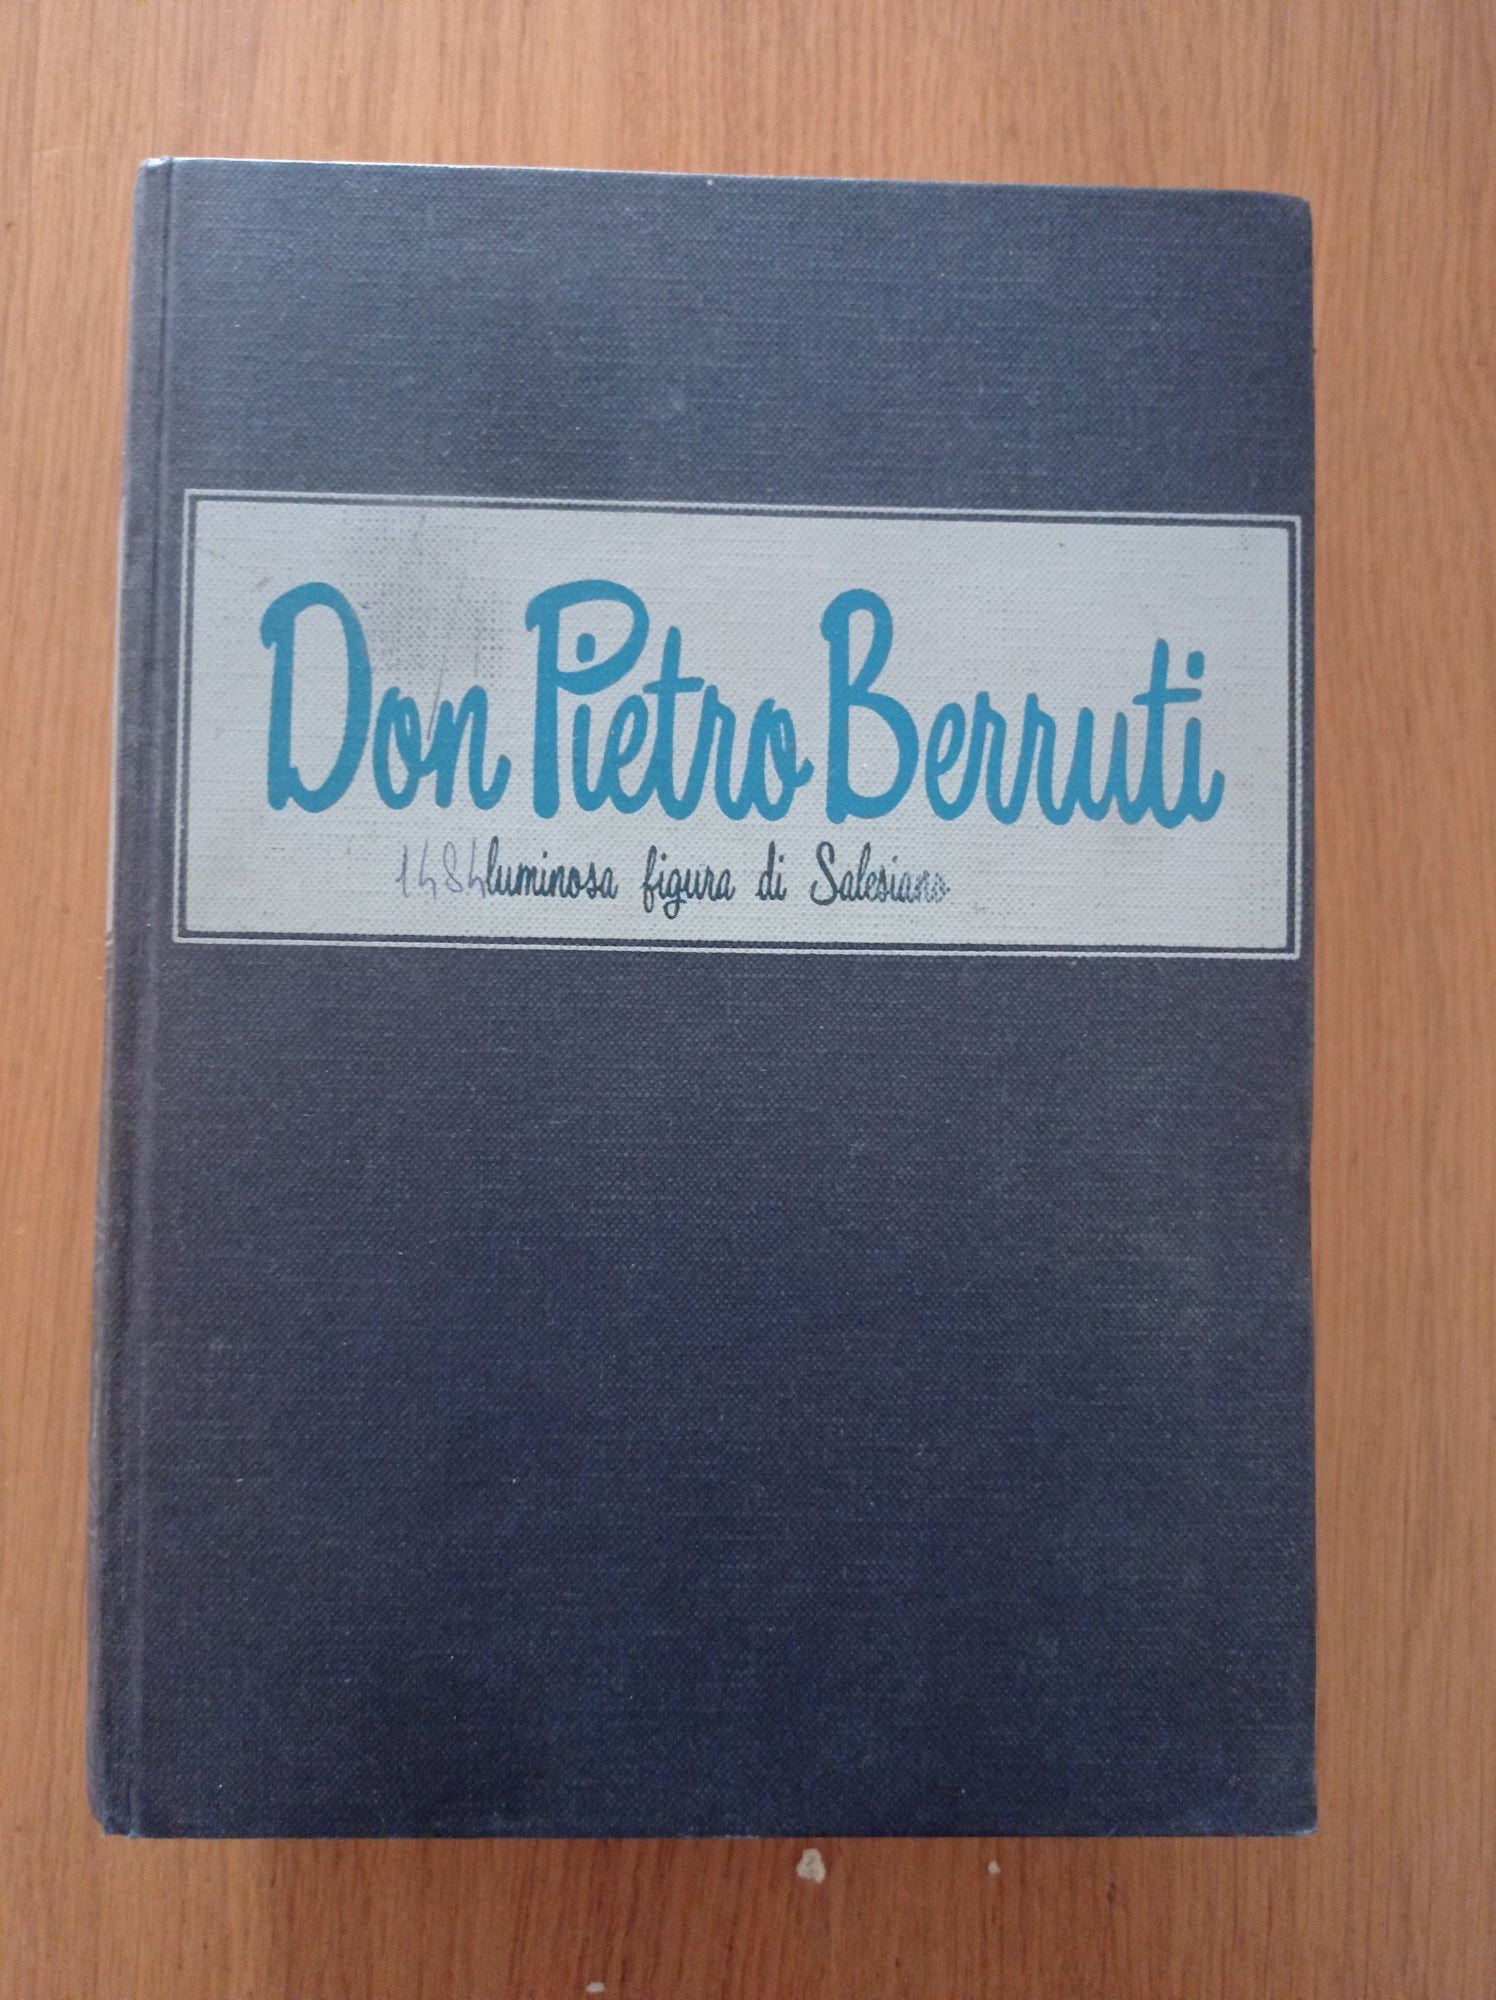 Don Pietro Berruti
1484 luminosa figura di Salesiano